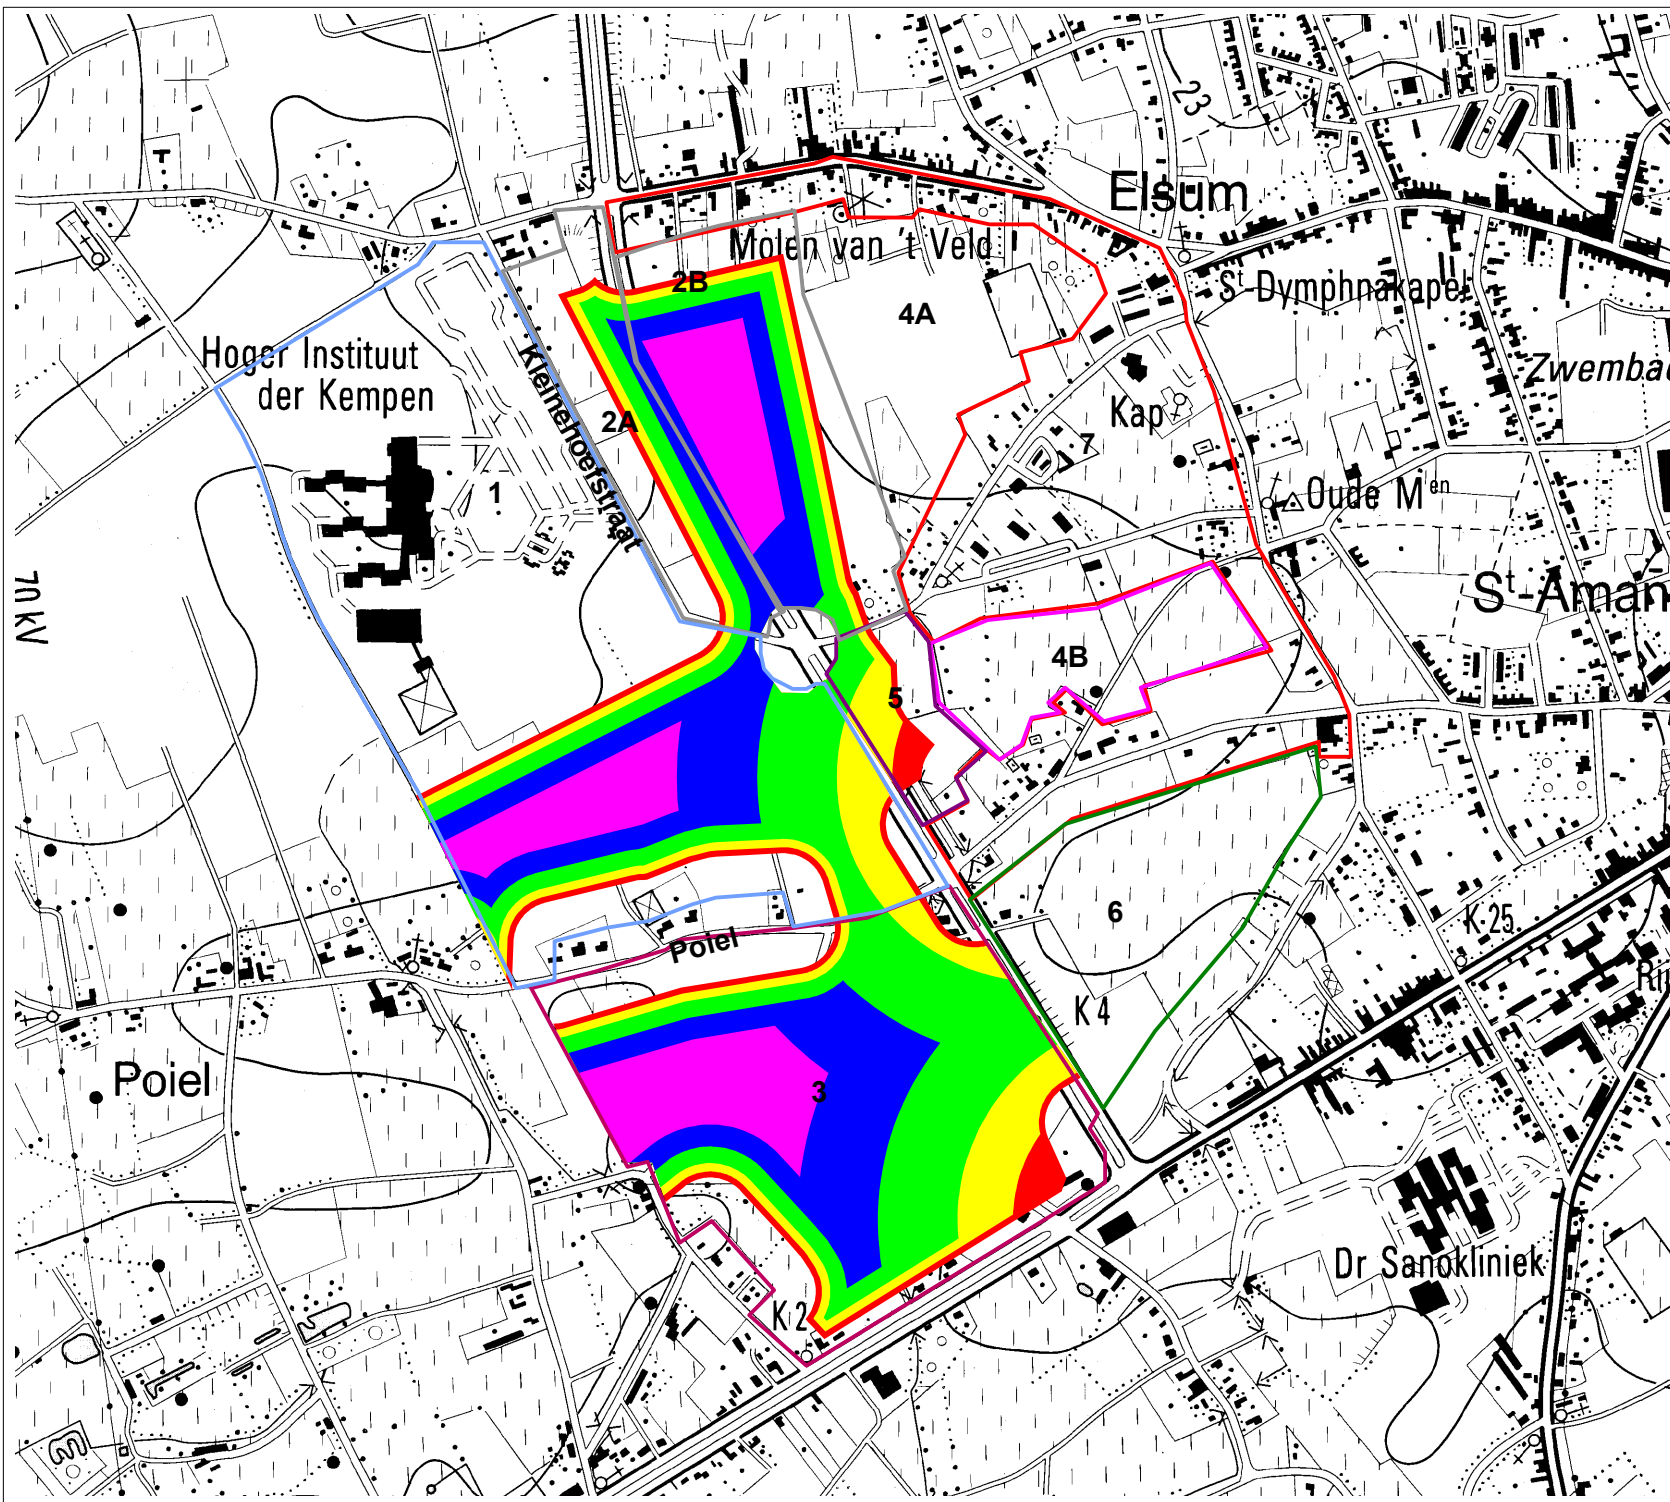 23
Elsum
Molen van 't Veld
St-Dymphnakapel
2B
4A
Hoger Instituut
der Kempen
Kleinehoefstraat
Kap
2A
7
1
Oude Men
70 kV
St-Aman
4B
5
6
K 25
Poiel
K 4
Poiel
3
Dr Sanokliniek
K 2